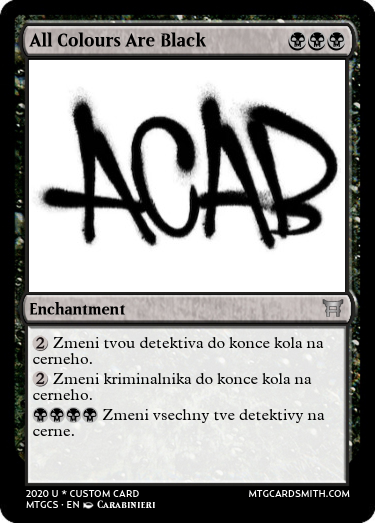 All Colours Are Black
ACAB
Enchantment
2 Zmeni tvou detektiva do konce kola na
cerneho.
2 Zmeni kriminalnika do konce kola na
cerneho.
Zmeni vsechny tve detektivy na
cerne.
2020 U * CUSTOM CARD
MTGCS · EN CARABINIERI
MTGCARDSMITH.COM